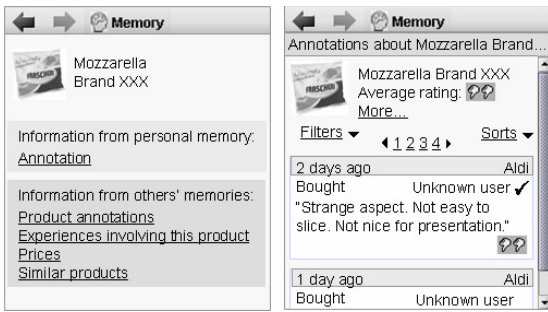 Memory
Mozzarella
Brand XXX
FRASCHERI
Information from personal memory:
Annotation
Information from others' memories:
Product annotations
Experiences involving this product
Prices
Similar products
Memory
Annotations about Mozzarella Brand...
Mozzarella Brand XXX
Average rating:
More...
Filters
1 2 3 4
Sorts
2 days ago Aldi
Bought Unknown user
"Strange aspect. Not easy to
slice. Not nice for presentation."
1 day ago Aldi
Bought Unknown user